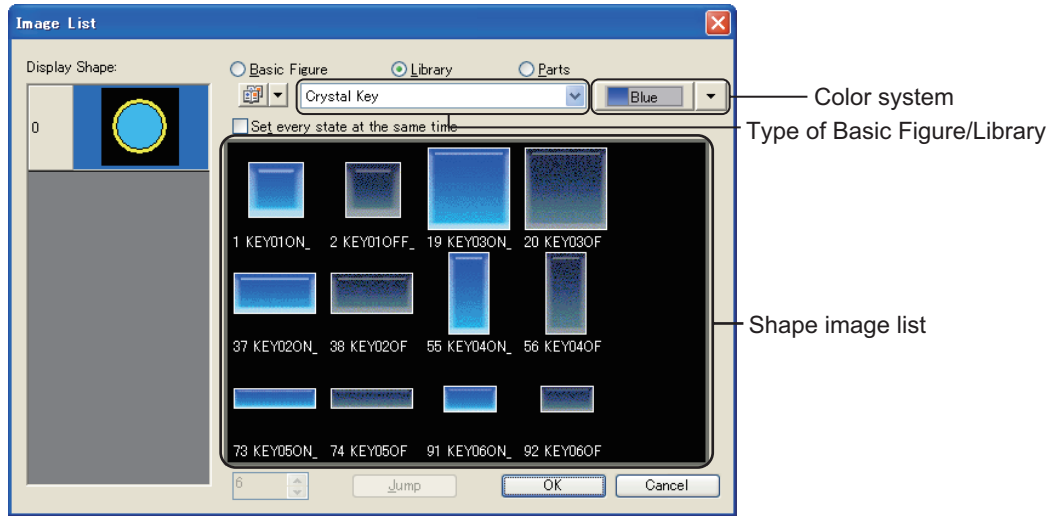 Image List
Display Shape:
Basic Figure
Library
Parts
Crystal Key
Blue
Color system
0
Set every state at the same time
Type of Basic Figure/Library
1 KEY01ON_
2 KEY01OFF_
19 KEY03ON_
20 KEY03OF
Shape image list
37 KEY02ON_
38 KEY02OF
55 KEY04ON_
56 KEY04OF
73 KEY05ON_
74 KEY05OF
91 KEY06ON_
92 KEY06OF
6
Jump
OK
Cancel